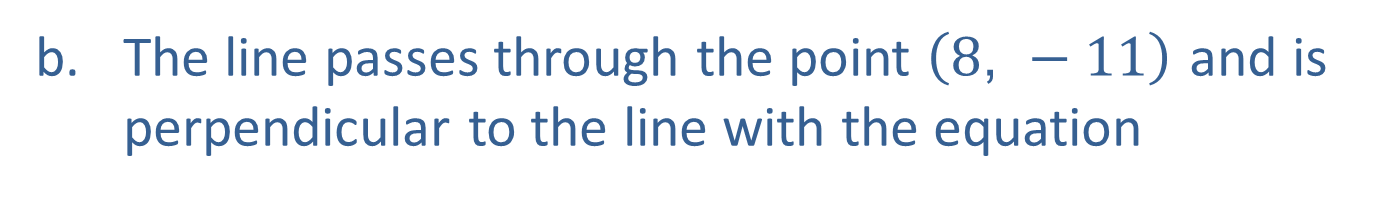 b. The line passes through the point (8, − 11) and is
perpendicular to the line with the equation